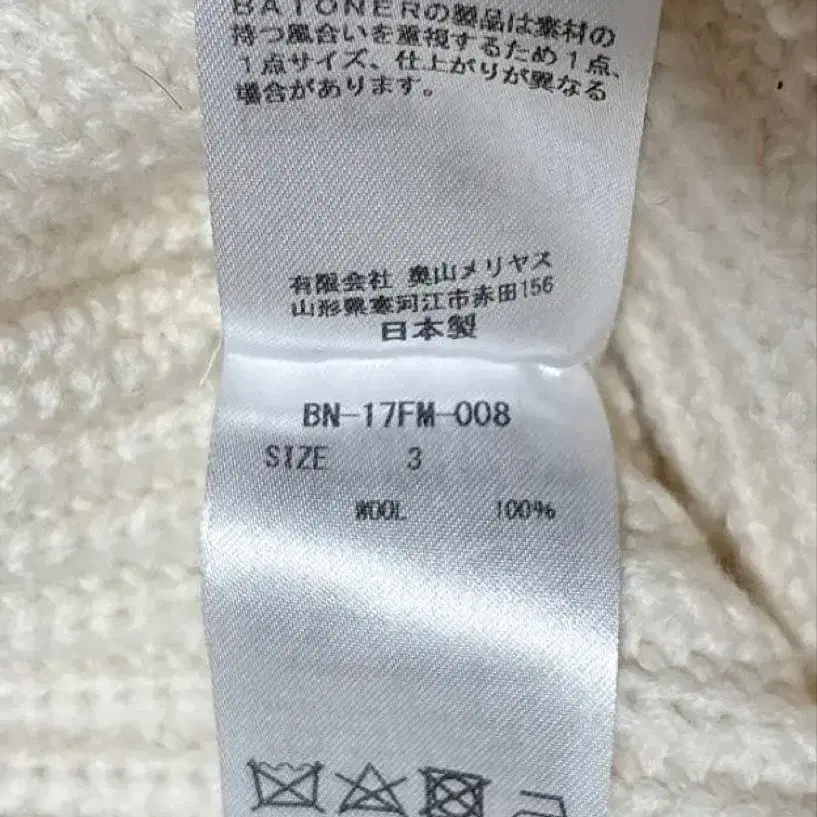 BATONERの製品は素材の
持つ風合いを重視するため1点、
1点サイズ、仕上がりが異なる
場合があります。
有限会社 奥山メリヤス
山形県寒河江市赤田156
日本製
BN-17FM-008
SIZE 3
WOOL 100%